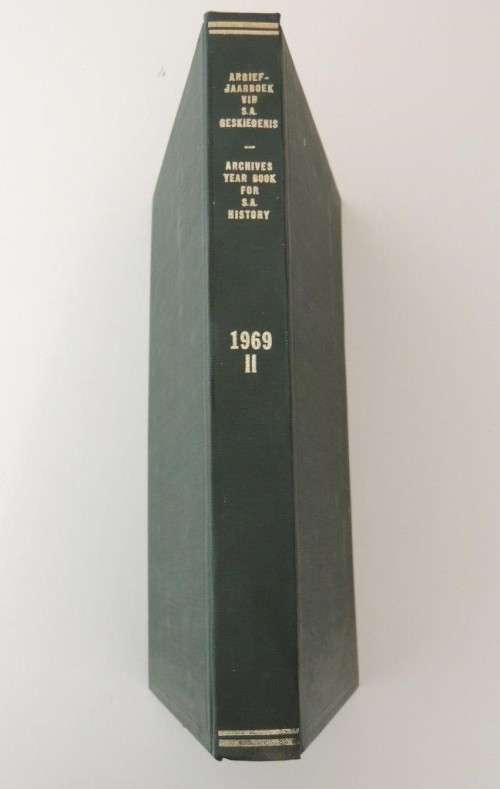 ARGIEF-
JAARBOEK
VIR
S.A.
GESKIEDENIS
—
ARCHIVES
YEAR BOOK
FOR
S.A.
HISTORY
1969
II